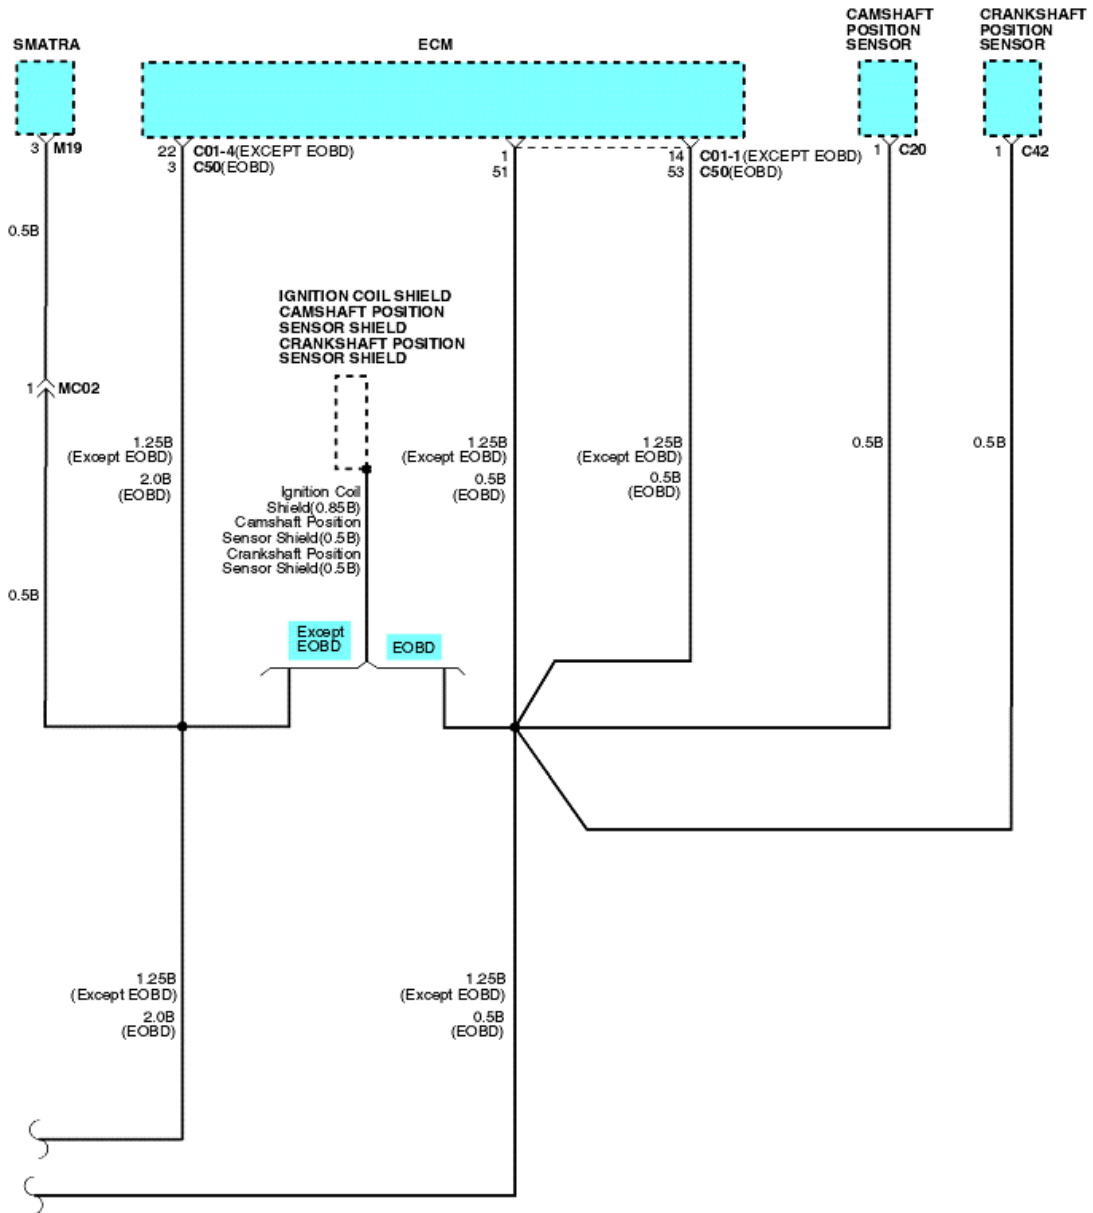 CAMSHAFT
POSITION
SENSOR
CRANKSHAFT
POSITION
SENSOR
SMATRA
ECM
3 M19
22 C01-4(EXCEPT EOBD)
3 C50(EOBD)
1
51
14 C01-1(EXCEPT EOBD)
53 C50(EOBD)
1 C20
1 C42
0.5B
IGNITION COIL SHIELD
CAMSHAFT POSITION
SENSOR SHIELD
CRANKSHAFT POSITION
SENSOR SHIELD
1 MC02
1.25B
(Except EOBD)
2.0B
(EOBD)
1.25B
(Except EOBD)
0.5B
(EOBD)
1.25B
(Except EOBD)
0.5B
(EOBD)
0.5B
0.5B
Ignition Coil
Shield(0.85B)
Camshaft Position
Sensor Shield(0.5B)
Crankshaft Position
Sensor Shield(0.5B)
0.5B
Except
EOBD
EOBD
1.25B
(Except EOBD)
2.0B
(EOBD)
1.25B
(Except EOBD)
0.5B
(EOBD)